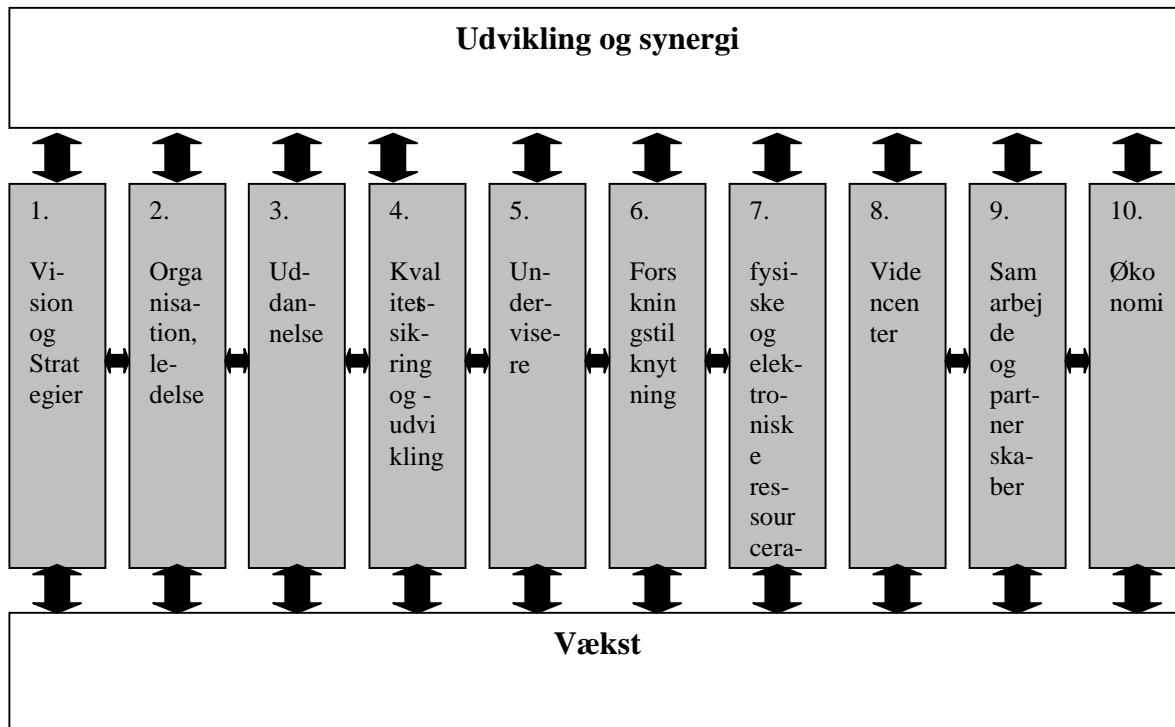 Udvikling og synergi
1.
Vi-
sion
og
Strat
egier
2.
Orga
nisa-
tion,
le-
delse
3.
Ud-
dan-
nelse
4.
Kval
itets-
sik-
ring
og -
udvi
kling
5.
Un-
der-
vise-
re
6.
Fors
knin
gstil
knyt
ning
7.
fysi-
ske
og
elek-
tro-
nisk
e
res-
sour
cera-
8.
Vide
ncen
ter
9.
Sam
arbej
de
og
part-
ner
ska-
ber
10.
Øko
nomi
Vækst